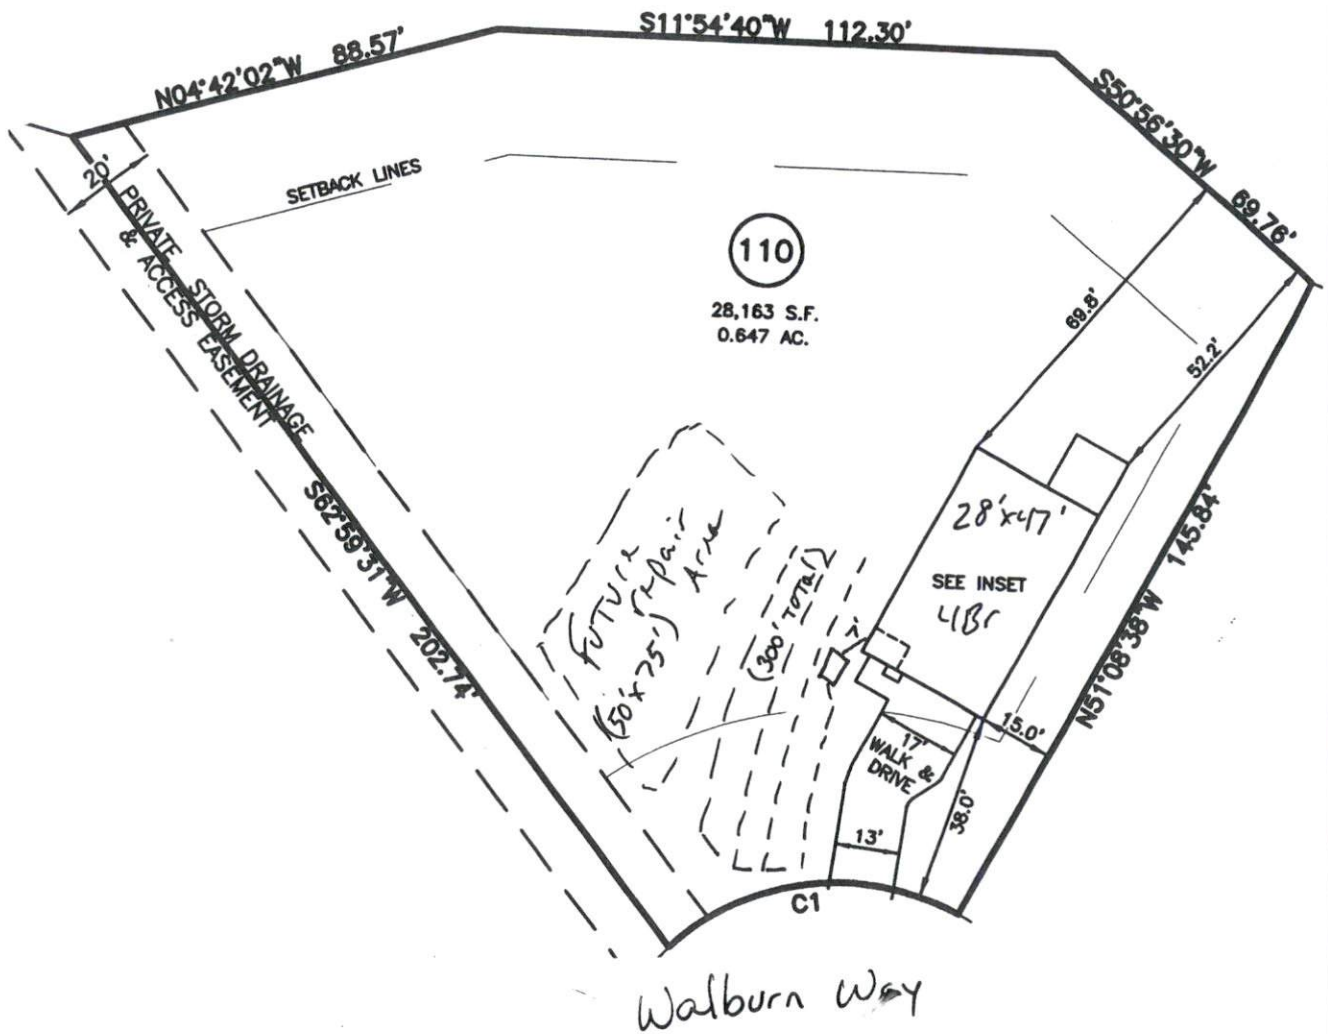 S11°54'40"W 112.30'
N04°42'02"W 88.57'
S50°56'30"W 69.76'
20'
SETBACK LINES
PRIVATE STORM DRAINAGE
& ACCESS EASEMENT
110
28,163 S.F.
0.647 AC.
69.8'
52.2'
S62°59'31"W 202.74'
28'x47'
SEE INSET
4Br
N51°08'38"W 145.84'
Future
repair
Area
(50'x75')
(300' TOTAL)
15.0'
17'
WALK &
DRIVE
38.0'
13'
C1
Walburn Way